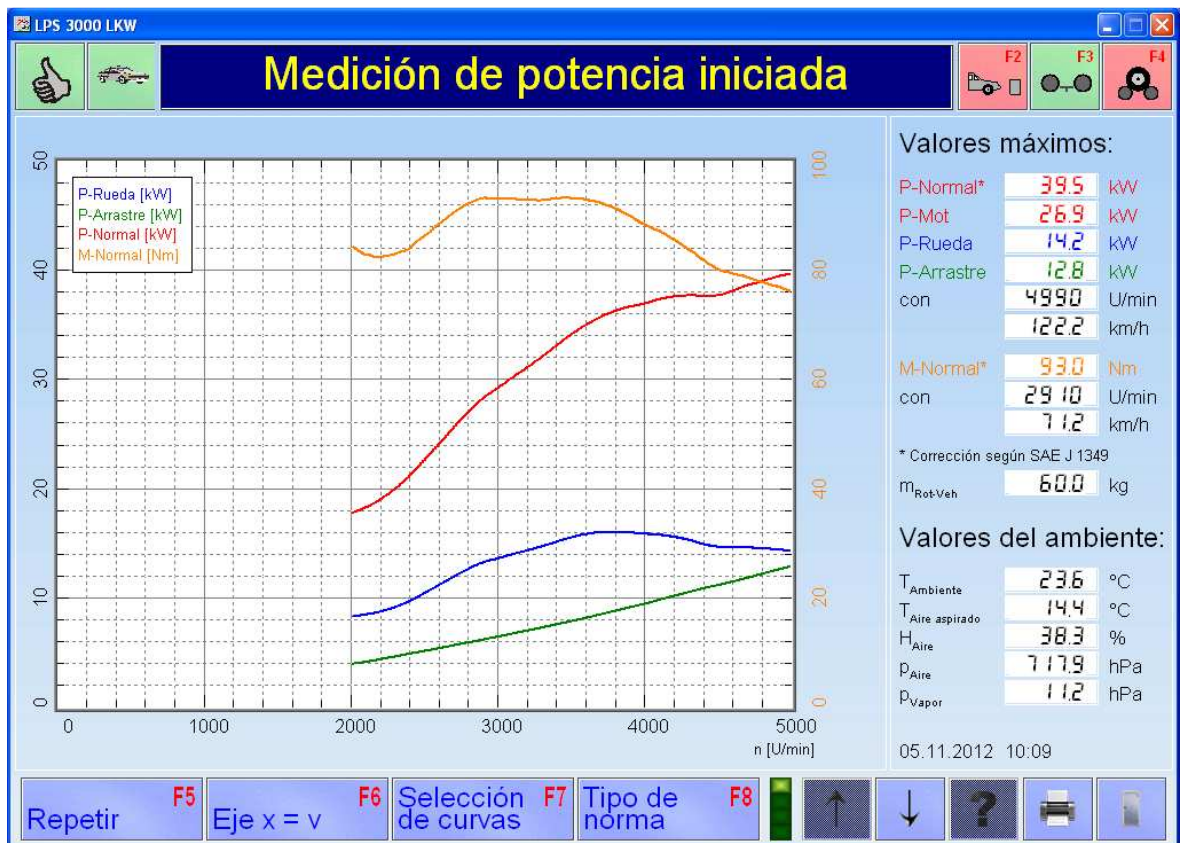 LPS 3000 LKW
Medición de potencia iniciada
F2
F3
F4
50
40
30
20
10
0
P-Rueda [kW]
P-Arrastre [kW]
P-Normal [kW]
M-Normal [Nm]
100
80
60
40
20
0
0 1000 2000 3000 4000 5000
n [U/min]
Valores máximos:
P-Normal* 39.5 kW
P-Mot 26.9 kW
P-Rueda 14.2 kW
P-Arrastre 12.8 kW
con 4990 U/min
122.2 km/h
M-Normal* 93.0 Nm
con 2910 U/min
71.2 km/h
* Corrección según SAE J 1349
mRot-Veh 60.0 kg
Valores del ambiente:
TAmbiente 23.6 °C
TAire aspirado 14.4 °C
HAire 38.3 %
pAire 717.9 hPa
pVapor 11.2 hPa
05.11.2012 10:09
Repetir F5
Eje x = v F6
Selección de curvas F7
Tipo de norma F8
?